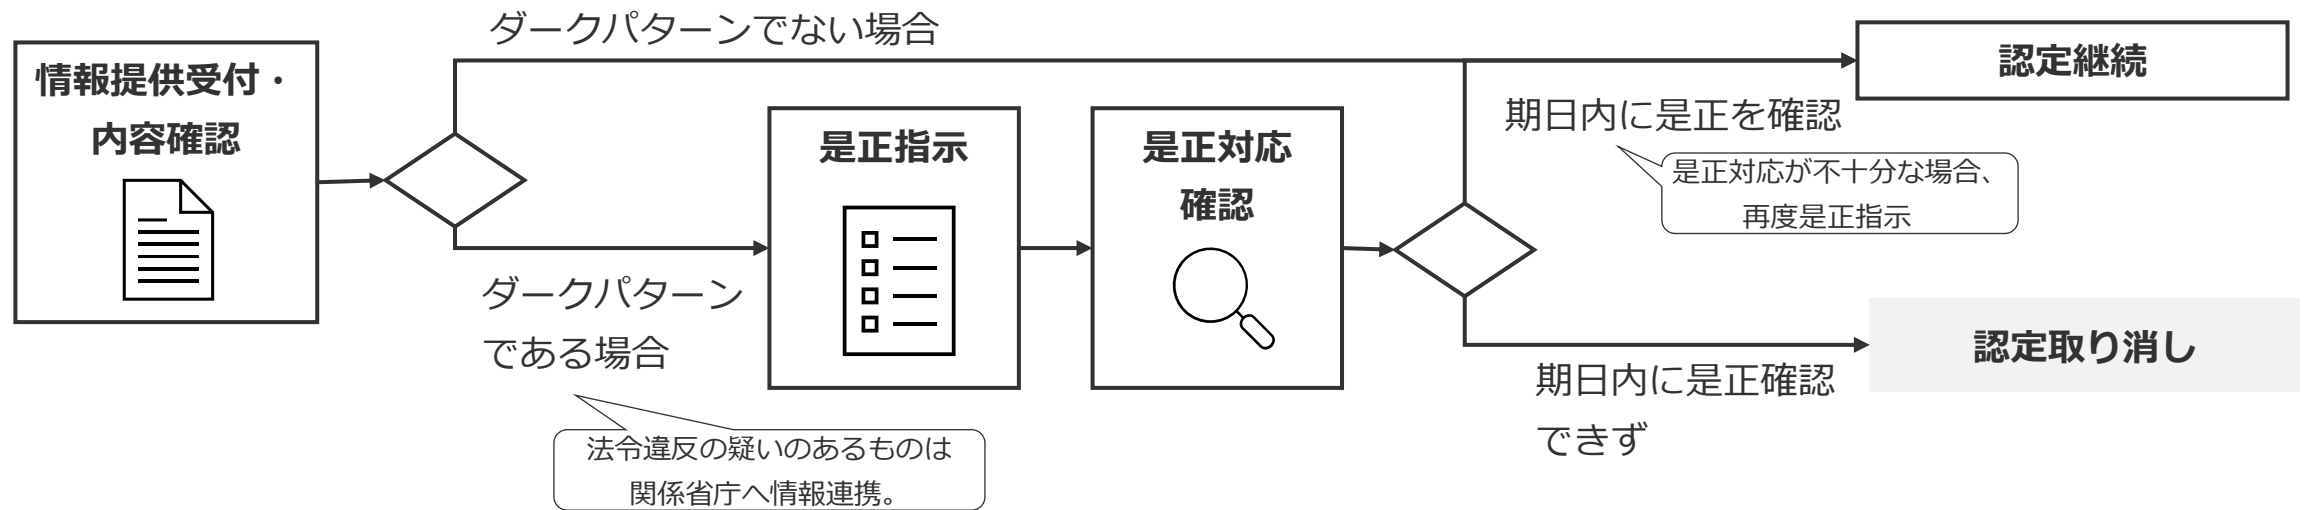 ダークパターンでない場合
情報提供受付・
内容確認
認定継続
期日内に是正を確認
是正指示
是正対応
確認
是正対応が不十分な場合、
再度是正指示
ダークパターン
である場合
認定取り消し
期日内に是正確認
できず
法令違反の疑いのあるものは
関係省庁へ情報連携。